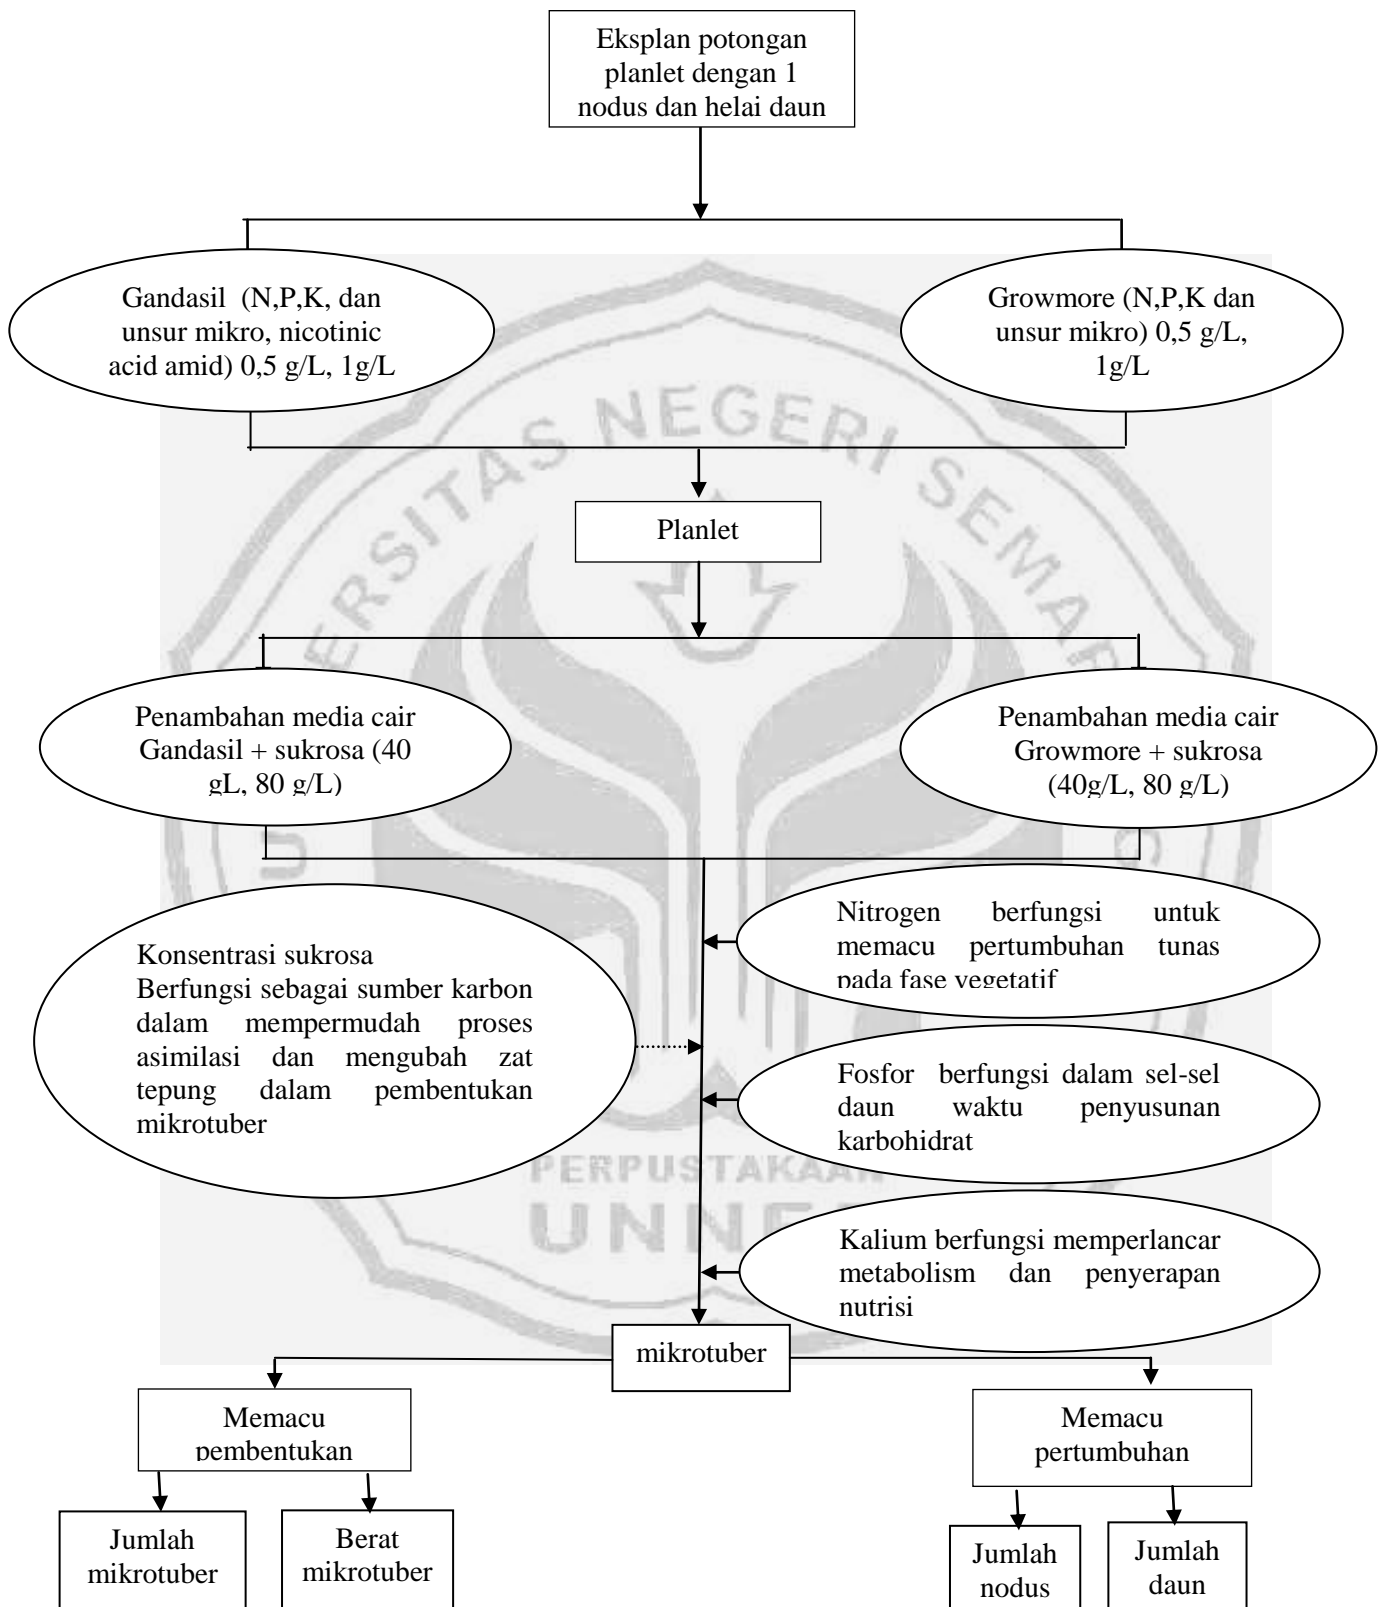 Eksplan potongan
planlet dengan 1
nodus dan helai daun
Gandasil (N,P,K, dan
unsur mikro, nicotinic
acid amid) 0,5 g/L, 1g/L
Growmore (N,P,K dan
unsur mikro) 0,5 g/L,
1g/L
UNIVERSITAS NEGERI SEMARANG
Planlet
Penambahan media cair
Gandasil + sukrosa (40
gL, 80 g/L)
Penambahan media cair
Growmore + sukrosa
(40g/L, 80 g/L)
Konsentrasi sukrosa
Berfungsi sebagai sumber karbon
dalam mempermudah proses
asimilasi dan mengubah zat
tepung dalam pembentukan
mikrotuber
Nitrogen berfungsi untuk
memacu pertumbuhan tunas
pada fase vegetatif
Fosfor berfungsi dalam sel-sel
daun waktu penyusunan
karbohidrat
PERPUSTAKAAN
UNNES
Kalium berfungsi memperlancar
metabolism dan penyerapan
nutrisi
mikrotuber
Memacu
pembentukan
Memacu
pertumbuhan
Jumlah
mikrotuber
Berat
mikrotuber
Jumlah
nodus
Jumlah
daun